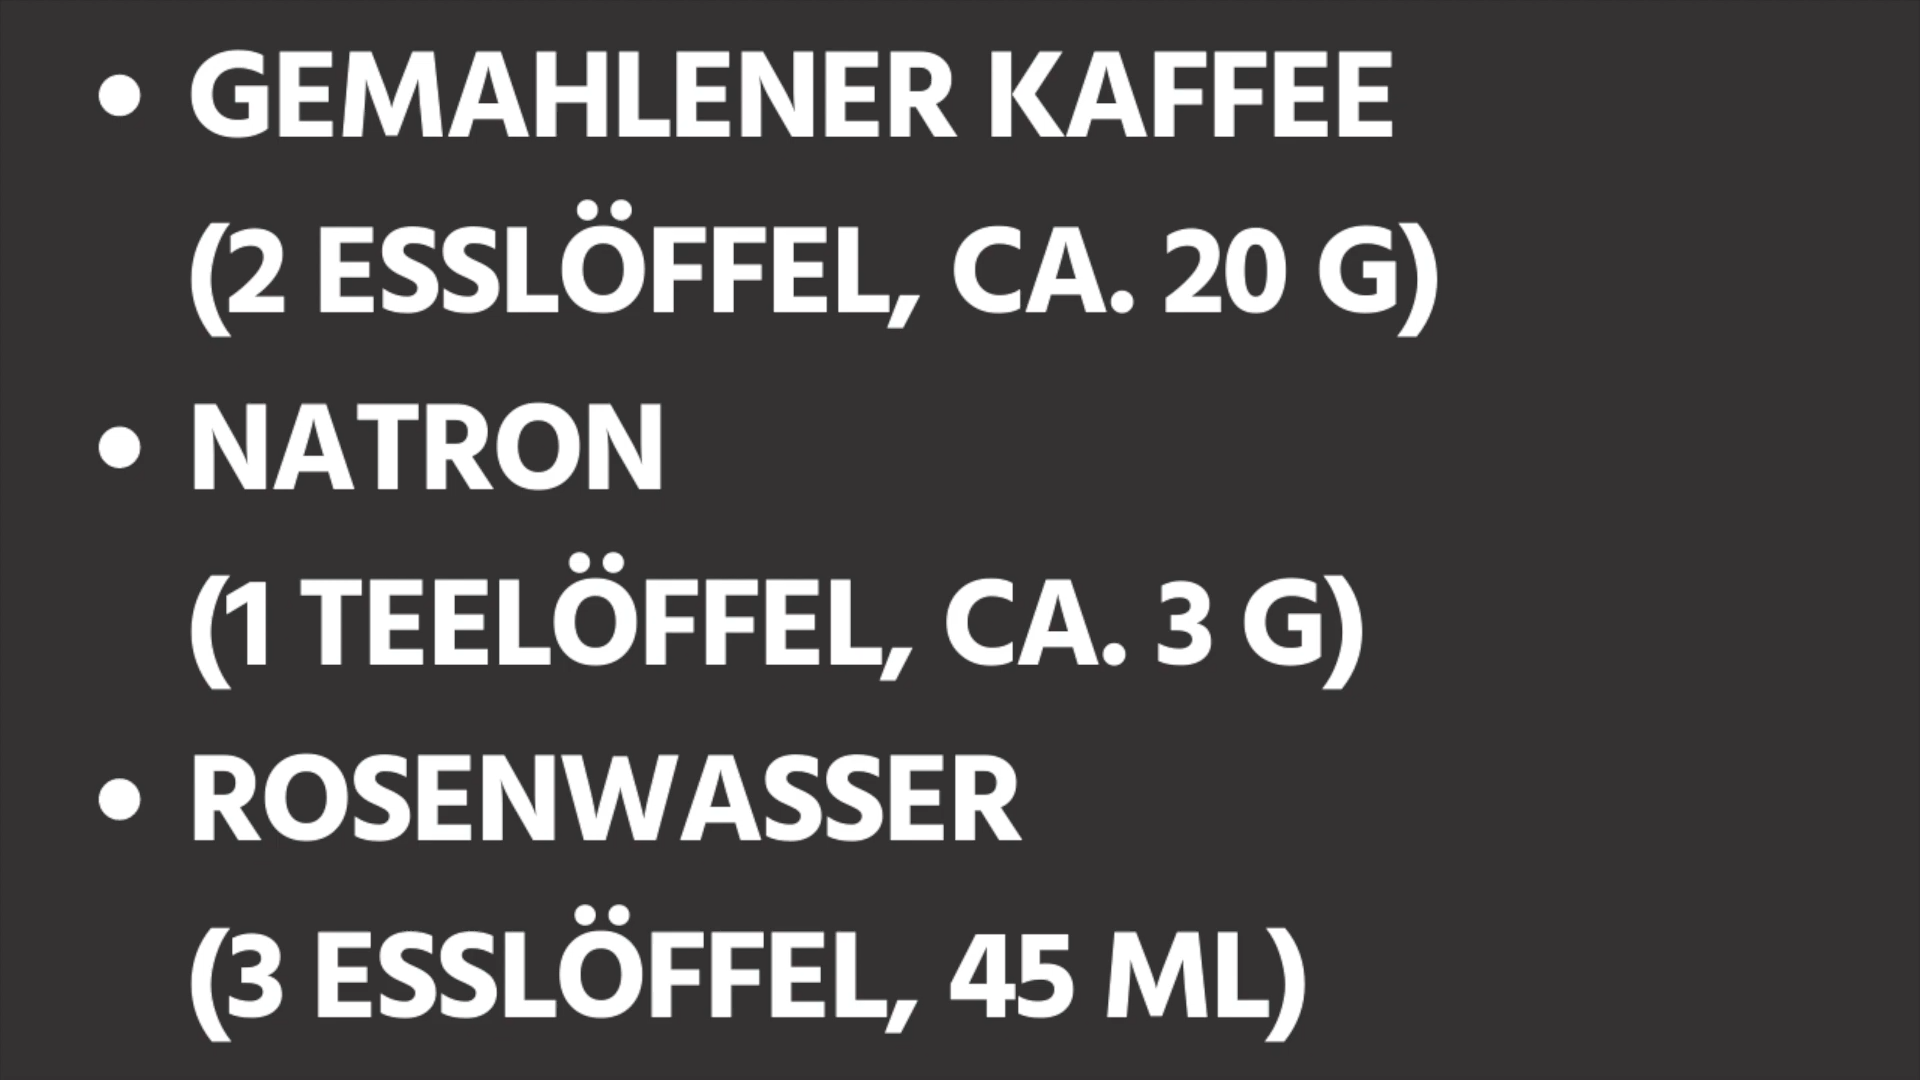 • GEMAHLENER KAFFEE
(2 ESSLÖFFEL, CA. 20 G)
• NATRON
(1 TEELÖFFEL, CA. 3 G)
• ROSENWASSER
(3 ESSLÖFFEL, 45 ML)